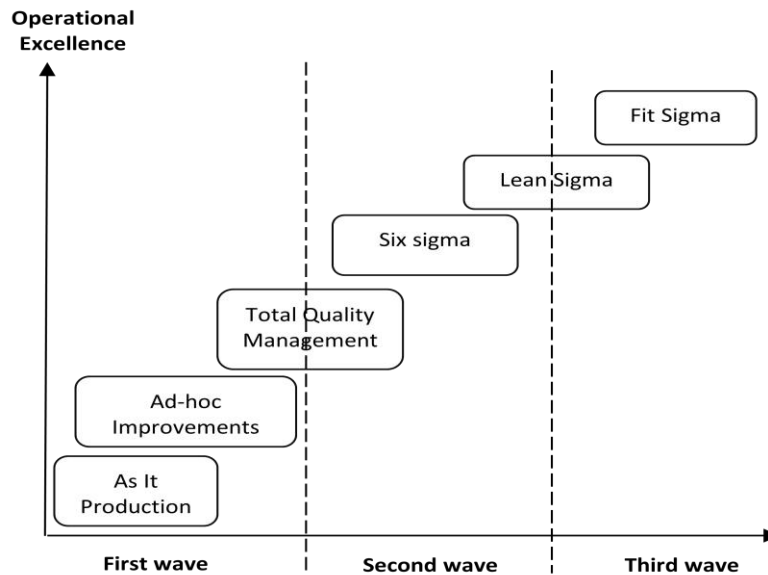 Operational
Excellence
Fit Sigma
Lean Sigma
Six sigma
Total Quality
Management
Ad-hoc
Improvements
As It
Production
First wave
Second wave
Third wave